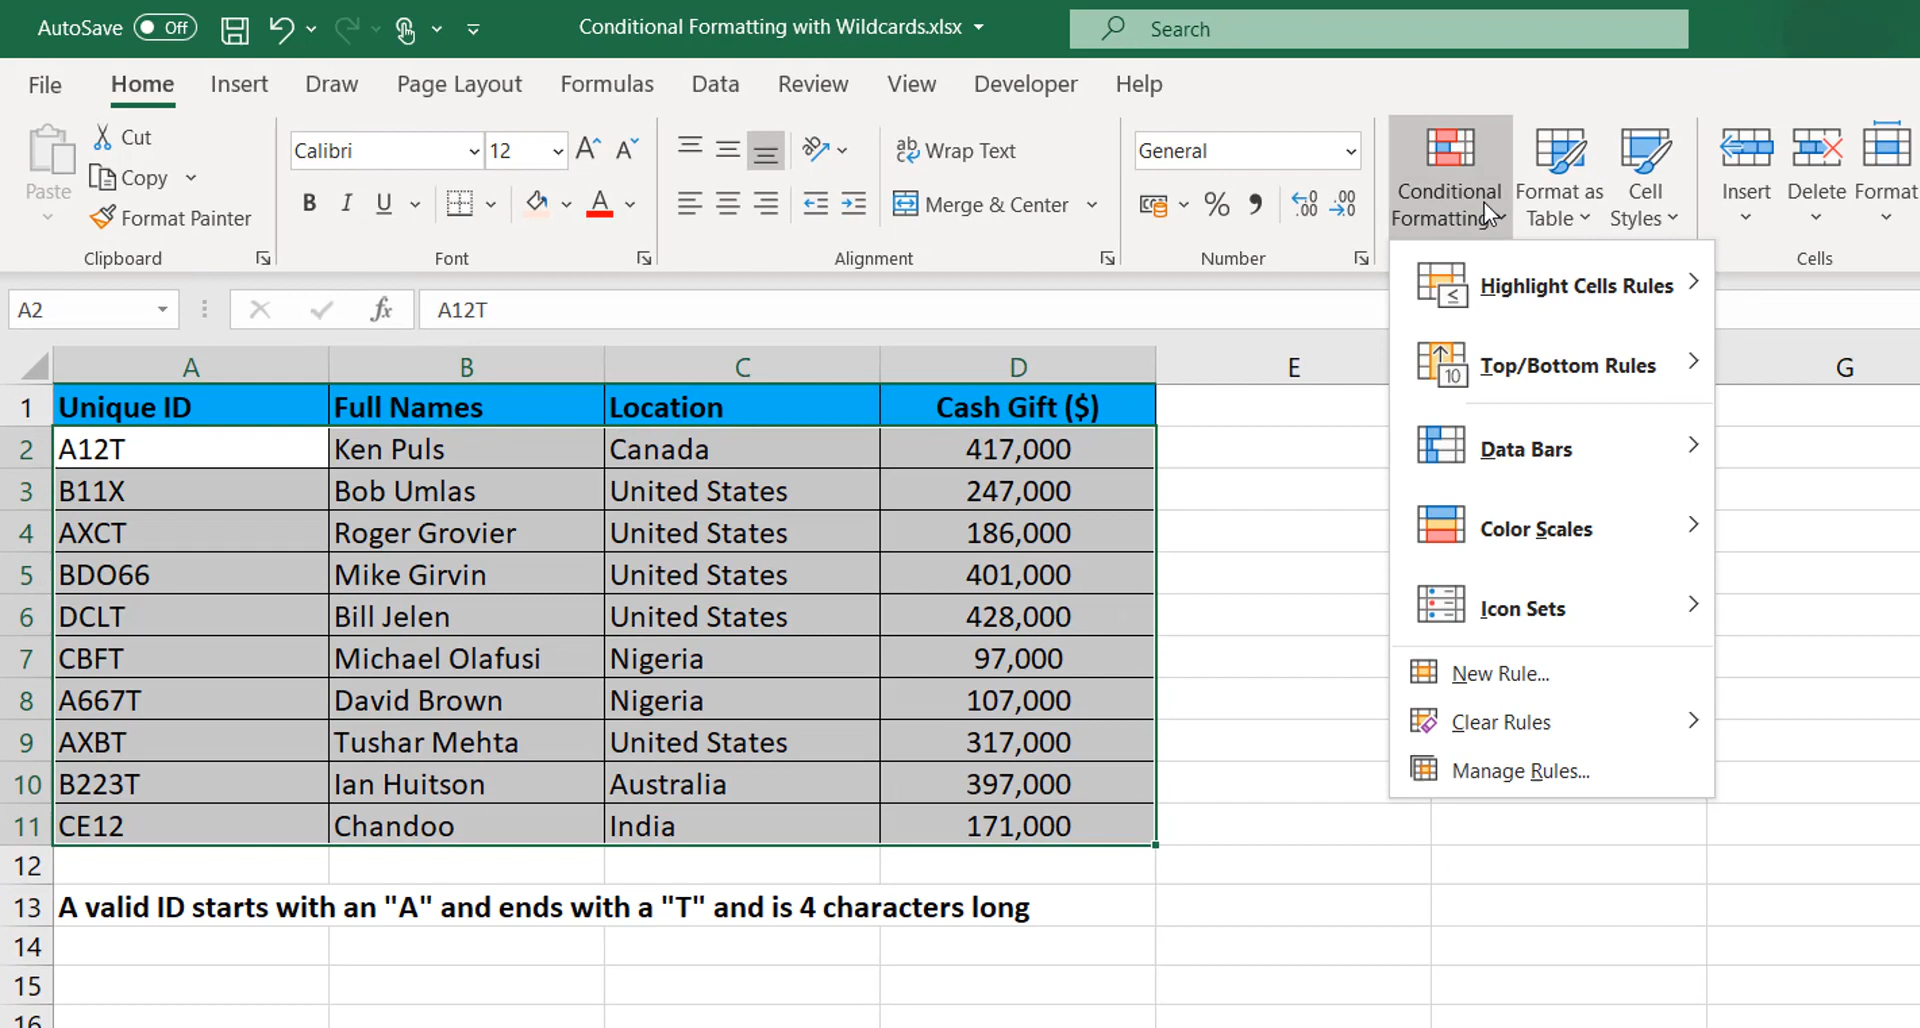 AutoSave Off Conditional Formatting with Wildcards.xlsx Search
File Home Insert Draw Page Layout Formulas Data Review View Developer Help
Paste Cut Copy Format Painter
Clipboard
Calibri 12
B I U A
Font
Wrap Text
Merge & Center
Alignment
General
% .00
Number
Conditional Formatting
Format as Table
Cell Styles
Insert Delete Format
Cells
A2 fx A12T
A B C D E G
1 Unique ID Full Names Location Cash Gift ($)
2 A12T Ken Puls Canada 417,000
3 B11X Bob Umlas United States 247,000
4 AXCT Roger Grovier United States 186,000
5 BDO66 Mike Girvin United States 401,000
6 DCLT Bill Jelen United States 428,000
7 CBFT Michael Olafusi Nigeria 97,000
8 A667T David Brown Nigeria 107,000
9 AXBT Tushar Mehta United States 317,000
10 B223T Ian Huitson Australia 397,000
11 CE12 Chandoo India 171,000
12
13 A valid ID starts with an "A" and ends with a "T" and is 4 characters long
14
15
16
Highlight Cells Rules
Top/Bottom Rules
Data Bars
Color Scales
Icon Sets
New Rule...
Clear Rules
Manage Rules...